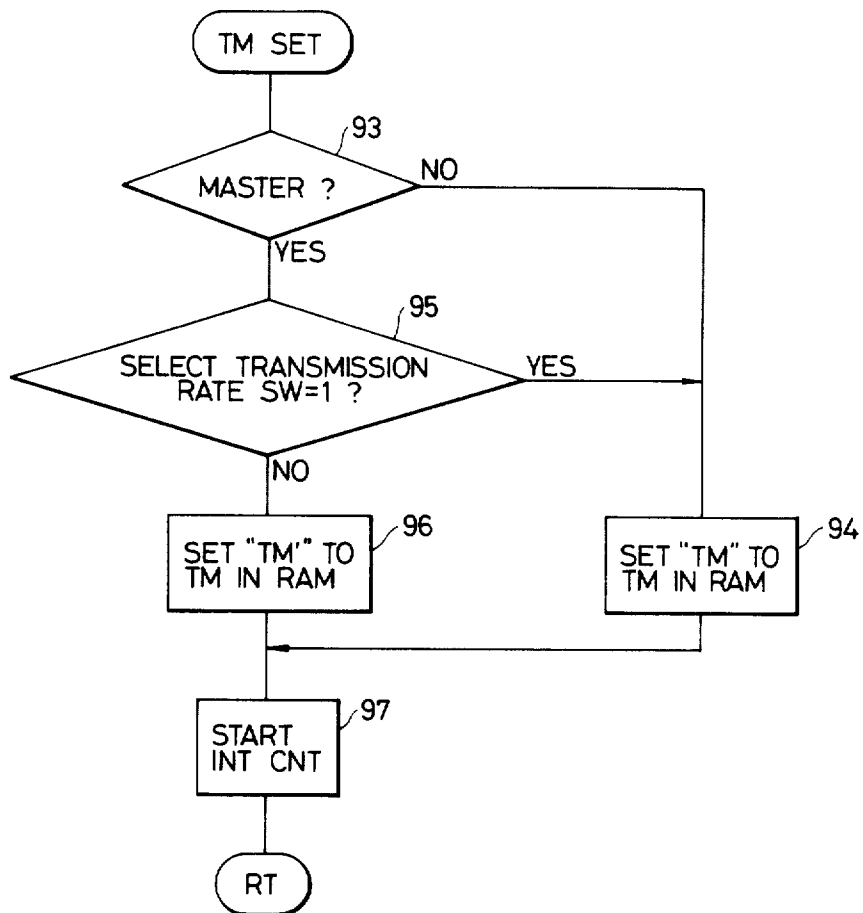 TM SET
93
MASTER ?
NO
YES
95
SELECT TRANSMISSION
RATE SW=1 ?
YES
NO
96
SET "TM'" TO
TM IN RAM
94
SET "TM" TO
TM IN RAM
97
START
INT CNT
RT